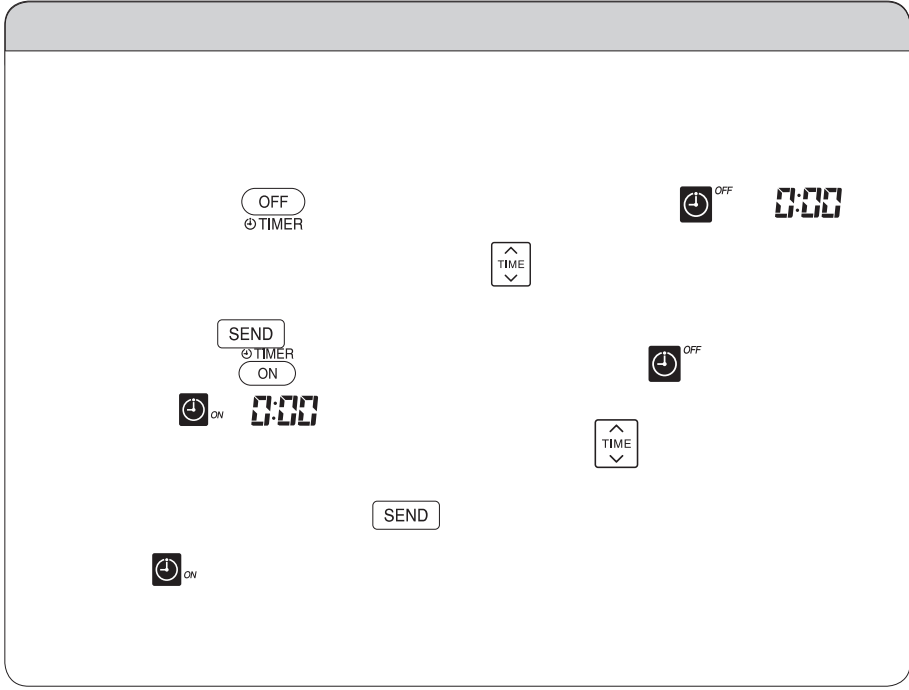 OFF OFF 0:00
TIMER
TIME
SEND
TIMER OFF
ON
ON 0:00
TIME
SEND
ON